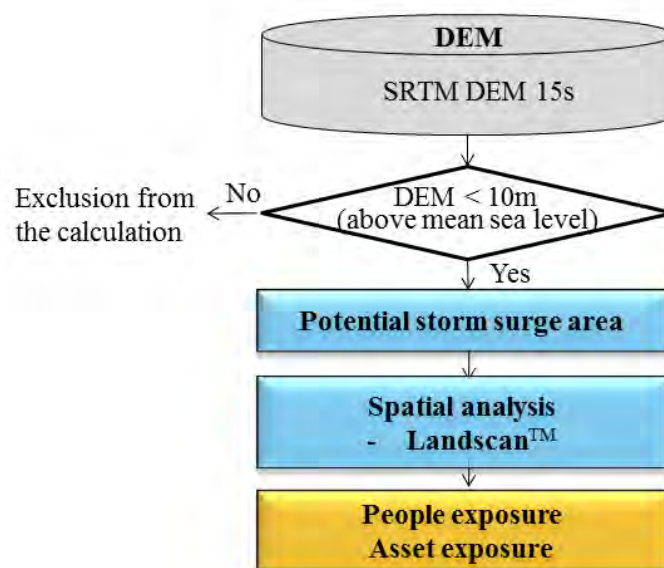 DEM
SRTM DEM 15s
DEM < 10m
(above mean sea level)
No
Exclusion from
the calculation
Yes
Potential storm surge area
Spatial analysis
- Landscan™
People exposure
Asset exposure